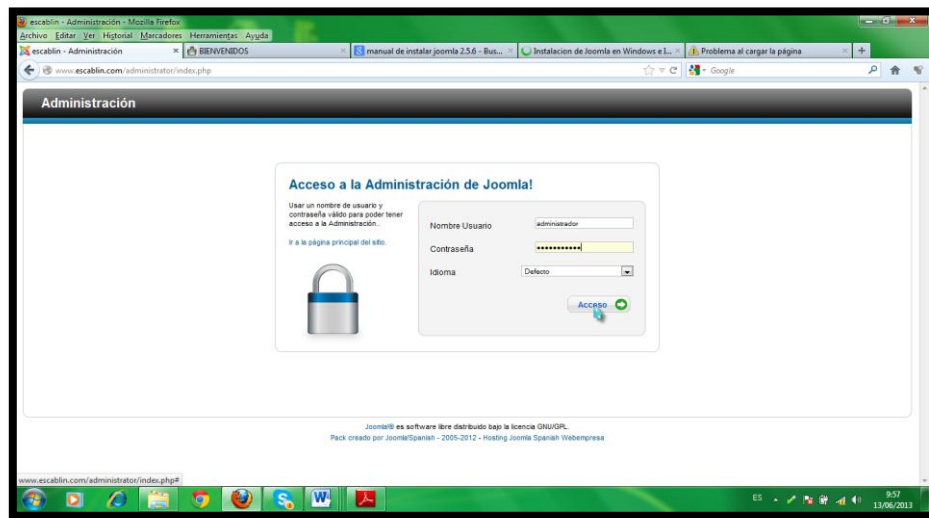 escablin - Administración - Mozilla Firefox
Archivo Editar Ver Historial Marcadores Herramientas Ayuda
escablin - Administración
BIENVENIDOS
manual de instalar joomla 2.5.6 - Bus...
Instalacion de Joomla en Windows e L...
Problema al cargar la página
www.escablin.com/administrator/index.php
Google
Administración
Acceso a la Administración de Joomla!
Usar un nombre de usuario y
contraseña válido para poder tener
acceso a la Administración..
Ir a la página principal del sitio.
Nombre Usuario
administrador
Contraseña
•••••••••••
Idioma
Defecto
Acceso
Joomla!® es software libre distribuido bajo la licencia GNU/GPL.
Pack creado por Joomla!Spanish - 2005-2012 - Hosting Joomla Spanish Webempresa
www.escablin.com/administrator/index.php#
ES
9:57
13/06/2013